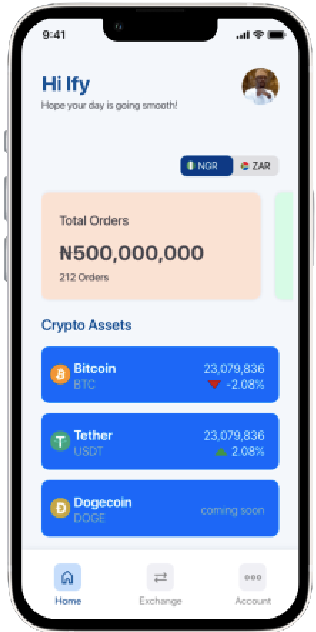 9:41
Hi Ify
Hope your day is going smooth!
NGR ZAR
Total Orders
₦500,000,000
212 Orders
Crypto Assets
Bitcoin 23,079,836
BTC -2.08%
Tether 23,079,836
USDT 2.08%
Dogecoin
DOGE coming soon
Home Exchange Account